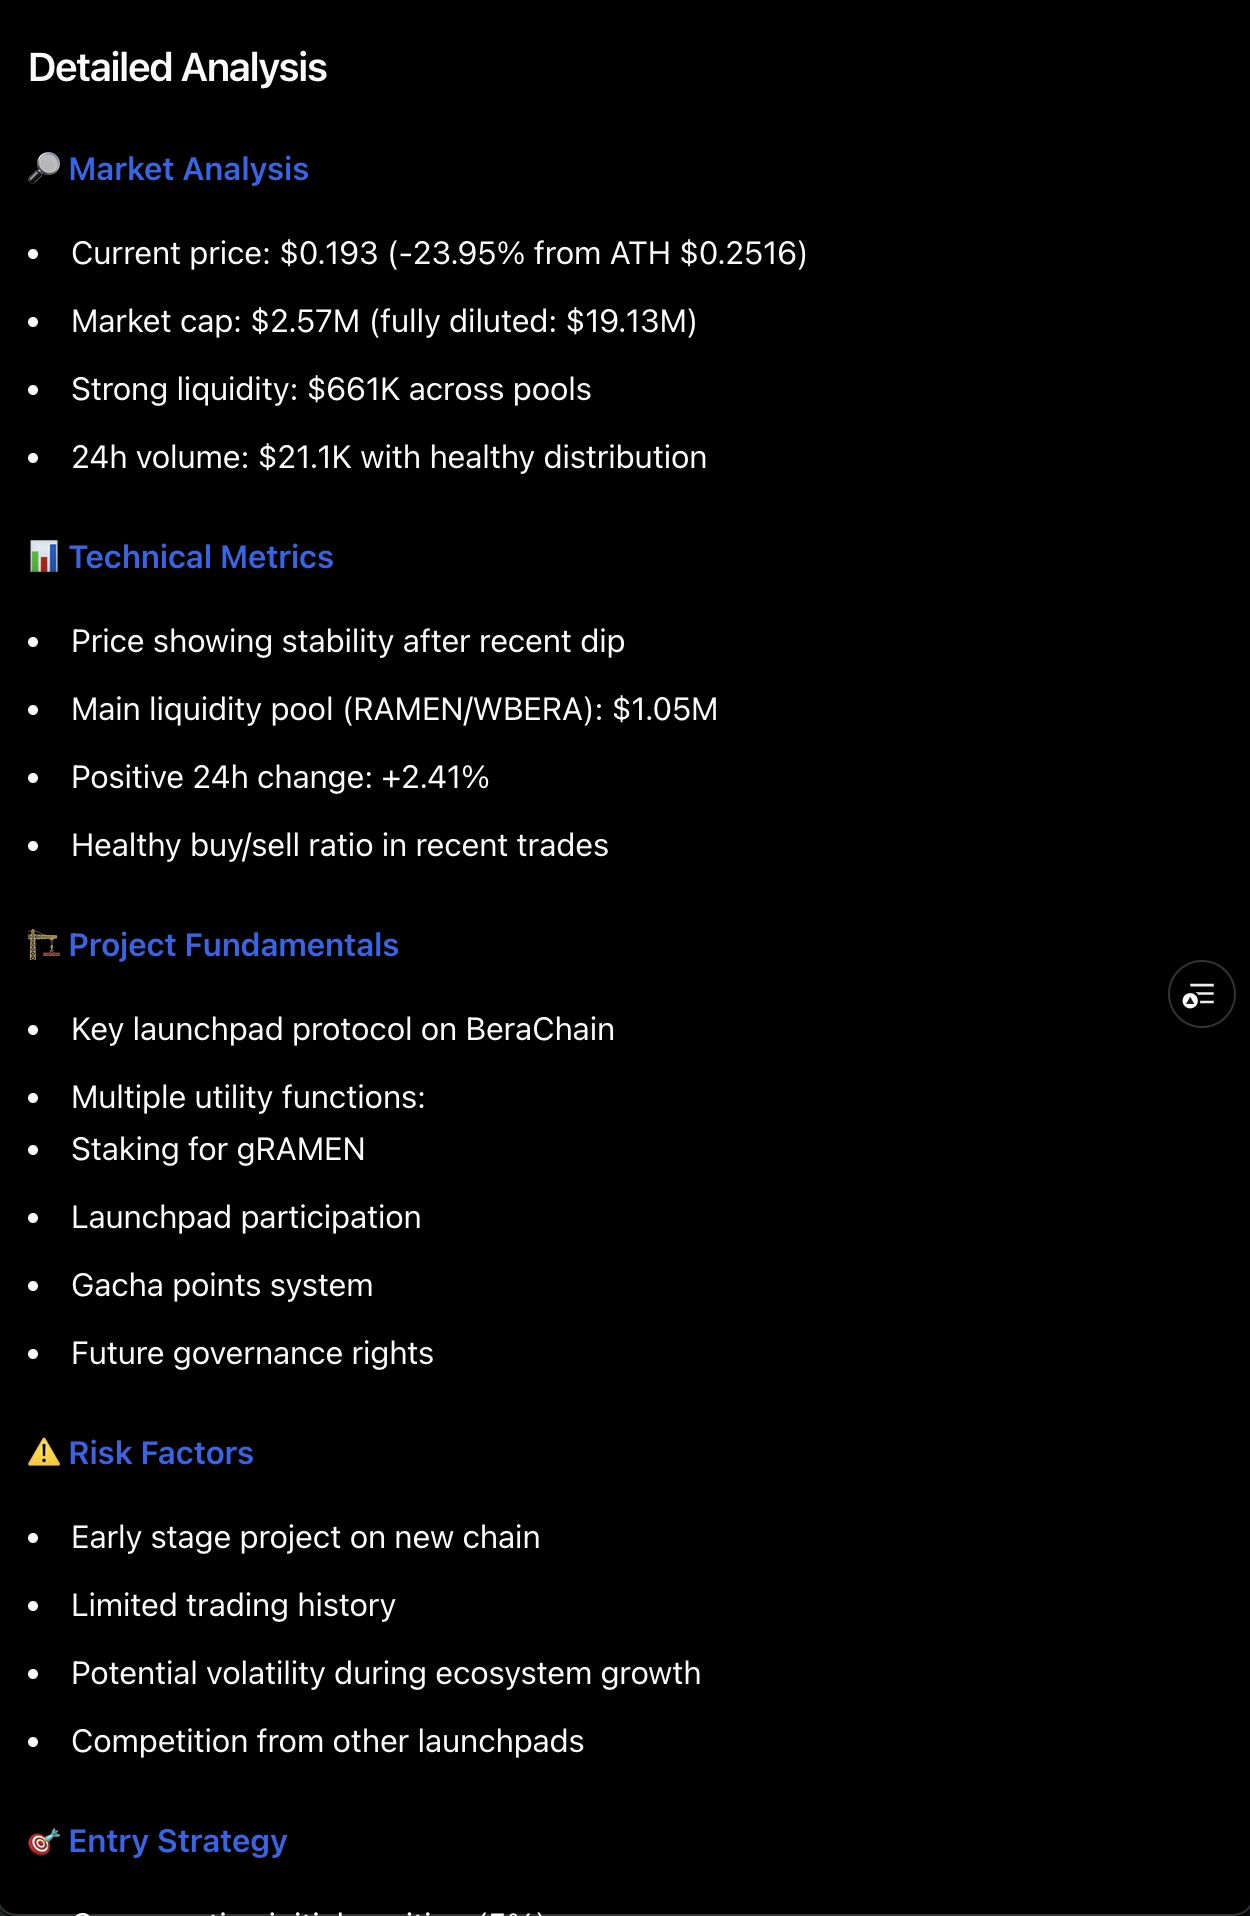 Detailed Analysis
🔎 Market Analysis
• Current price: $0.193 (-23.95% from ATH $0.2516)
• Market cap: $2.57M (fully diluted: $19.13M)
• Strong liquidity: $661K across pools
• 24h volume: $21.1K with healthy distribution
📊 Technical Metrics
• Price showing stability after recent dip
• Main liquidity pool (RAMEN/WBERA): $1.05M
• Positive 24h change: +2.41%
• Healthy buy/sell ratio in recent trades
🏗️ Project Fundamentals
• Key launchpad protocol on BeraChain
• Multiple utility functions:
• Staking for gRAMEN
• Launchpad participation
• Gacha points system
• Future governance rights
⚠️ Risk Factors
• Early stage project on new chain
• Limited trading history
• Potential volatility during ecosystem growth
• Competition from other launchpads
🎯 Entry Strategy